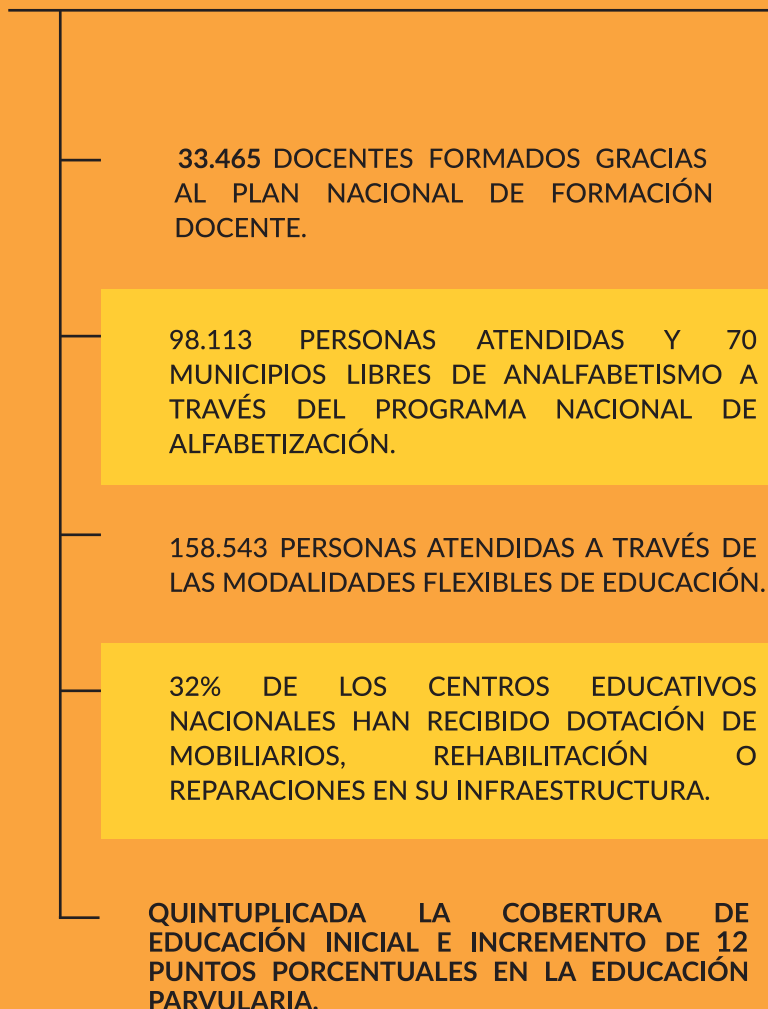 33.465 DOCENTES FORMADOS GRACIAS
AL PLAN NACIONAL DE FORMACIÓN
DOCENTE.
98.113 PERSONAS ATENDIDAS Y 70
MUNICIPIOS LIBRES DE ANALFABETISMO A
TRAVÉS DEL PROGRAMA NACIONAL DE
ALFABETIZACIÓN.
158.543 PERSONAS ATENDIDAS A TRAVÉS DE
LAS MODALIDADES FLEXIBLES DE EDUCACIÓN.
32% DE LOS CENTROS EDUCATIVOS
NACIONALES HAN RECIBIDO DOTACIÓN DE
MOBILIARIOS, REHABILITACIÓN O
REPARACIONES EN SU INFRAESTRUCTURA.
QUINTUPLICADA LA COBERTURA DE
EDUCACIÓN INICIAL E INCREMENTO DE 12
PUNTOS PORCENTUALES EN LA EDUCACIÓN
PARVULARIA.